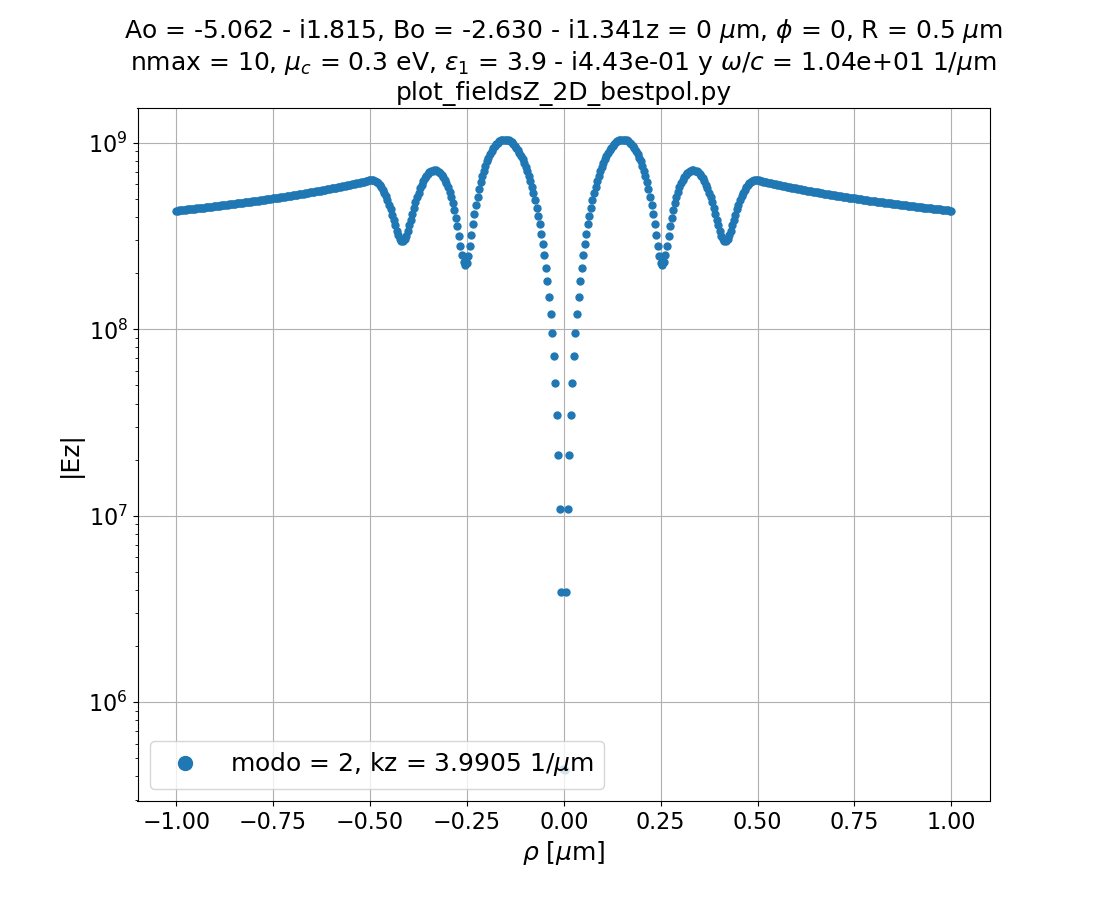 Ao = -5.062 - i1.815, Bo = -2.630 - i1.341z = 0 μm, ϕ = 0, R = 0.5 μm
nmax = 10, μc = 0.3 eV, ε1 = 3.9 - i4.43e-01 y ω/c = 1.04e+01 1/μm
plot_fieldsZ_2D_bestpol.py
|Ez|
10⁹
10⁸
10⁷
10⁶
modo = 2, kz = 3.9905 1/μm
−1.00 −0.75 −0.50 −0.25 0.00 0.25 0.50 0.75 1.00
ρ [μm]